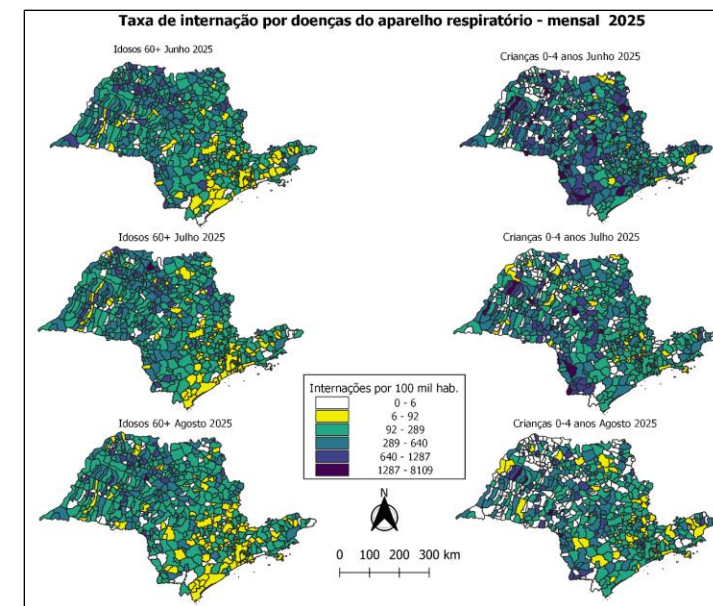 Taxa de internação por doenças do aparelho respiratório - mensal 2025
Idosos 60+ Junho 2025
Crianças 0-4 anos Junho 2025
Idosos 60+ Julho 2025
Crianças 0-4 anos Julho 2025
Internações por 100 mil hab.
0 - 6
6 - 92
92 - 289
289 - 640
640 - 1287
1287 - 8109
Idosos 60+ Agosto 2025
Crianças 0-4 anos Agosto 2025
N
0 100 200 300 km